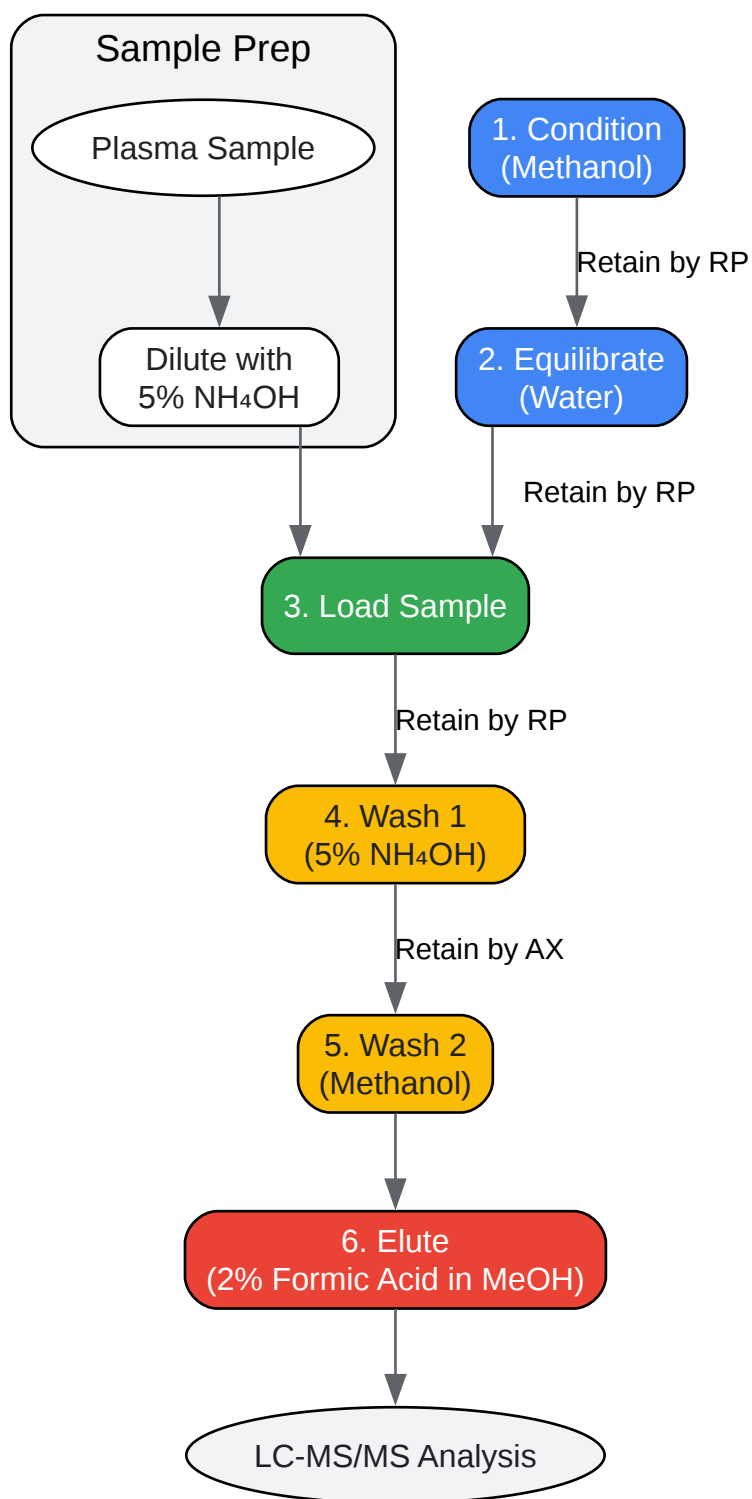 Sample Prep
Plasma Sample
Dilute with
5% NH₄OH
1. Condition
(Methanol)
Retain by RP
2. Equilibrate
(Water)
Retain by RP
3. Load Sample
Retain by RP
4. Wash 1
(5% NH₄OH)
Retain by AX
5. Wash 2
(Methanol)
6. Elute
(2% Formic Acid in MeOH)
LC-MS/MS Analysis